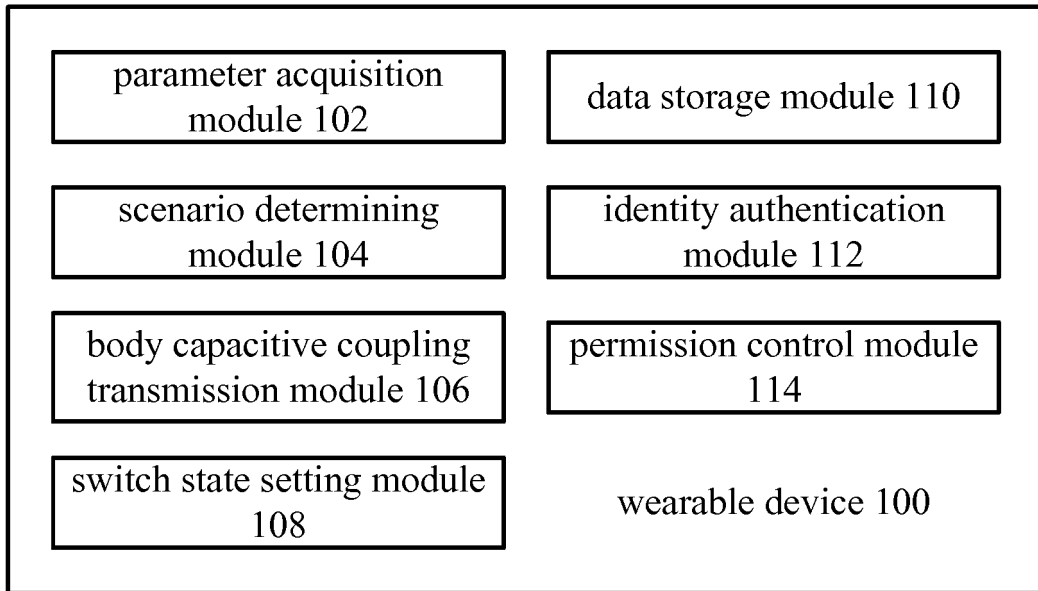 parameter acquisition
module 102
scenario determining
module 104
body capacitive coupling
transmission module 106
switch state setting module
108
data storage module 110
identity authentication
module 112
permission control module
114
wearable device 100